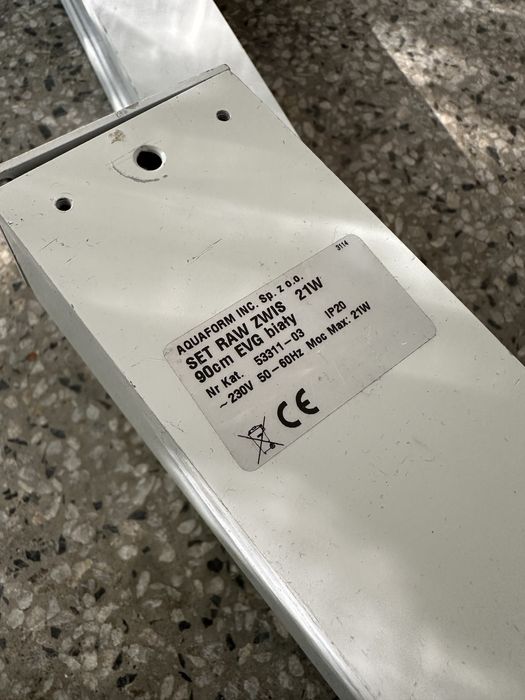 3114
AQUAFORM INC. Sp. z o.o.
SET RAW ZWIS 21W
90cm EVG biały
Nr Kat. 53311-03 IP20
~230V 50-60Hz Moc Max: 21W
CE